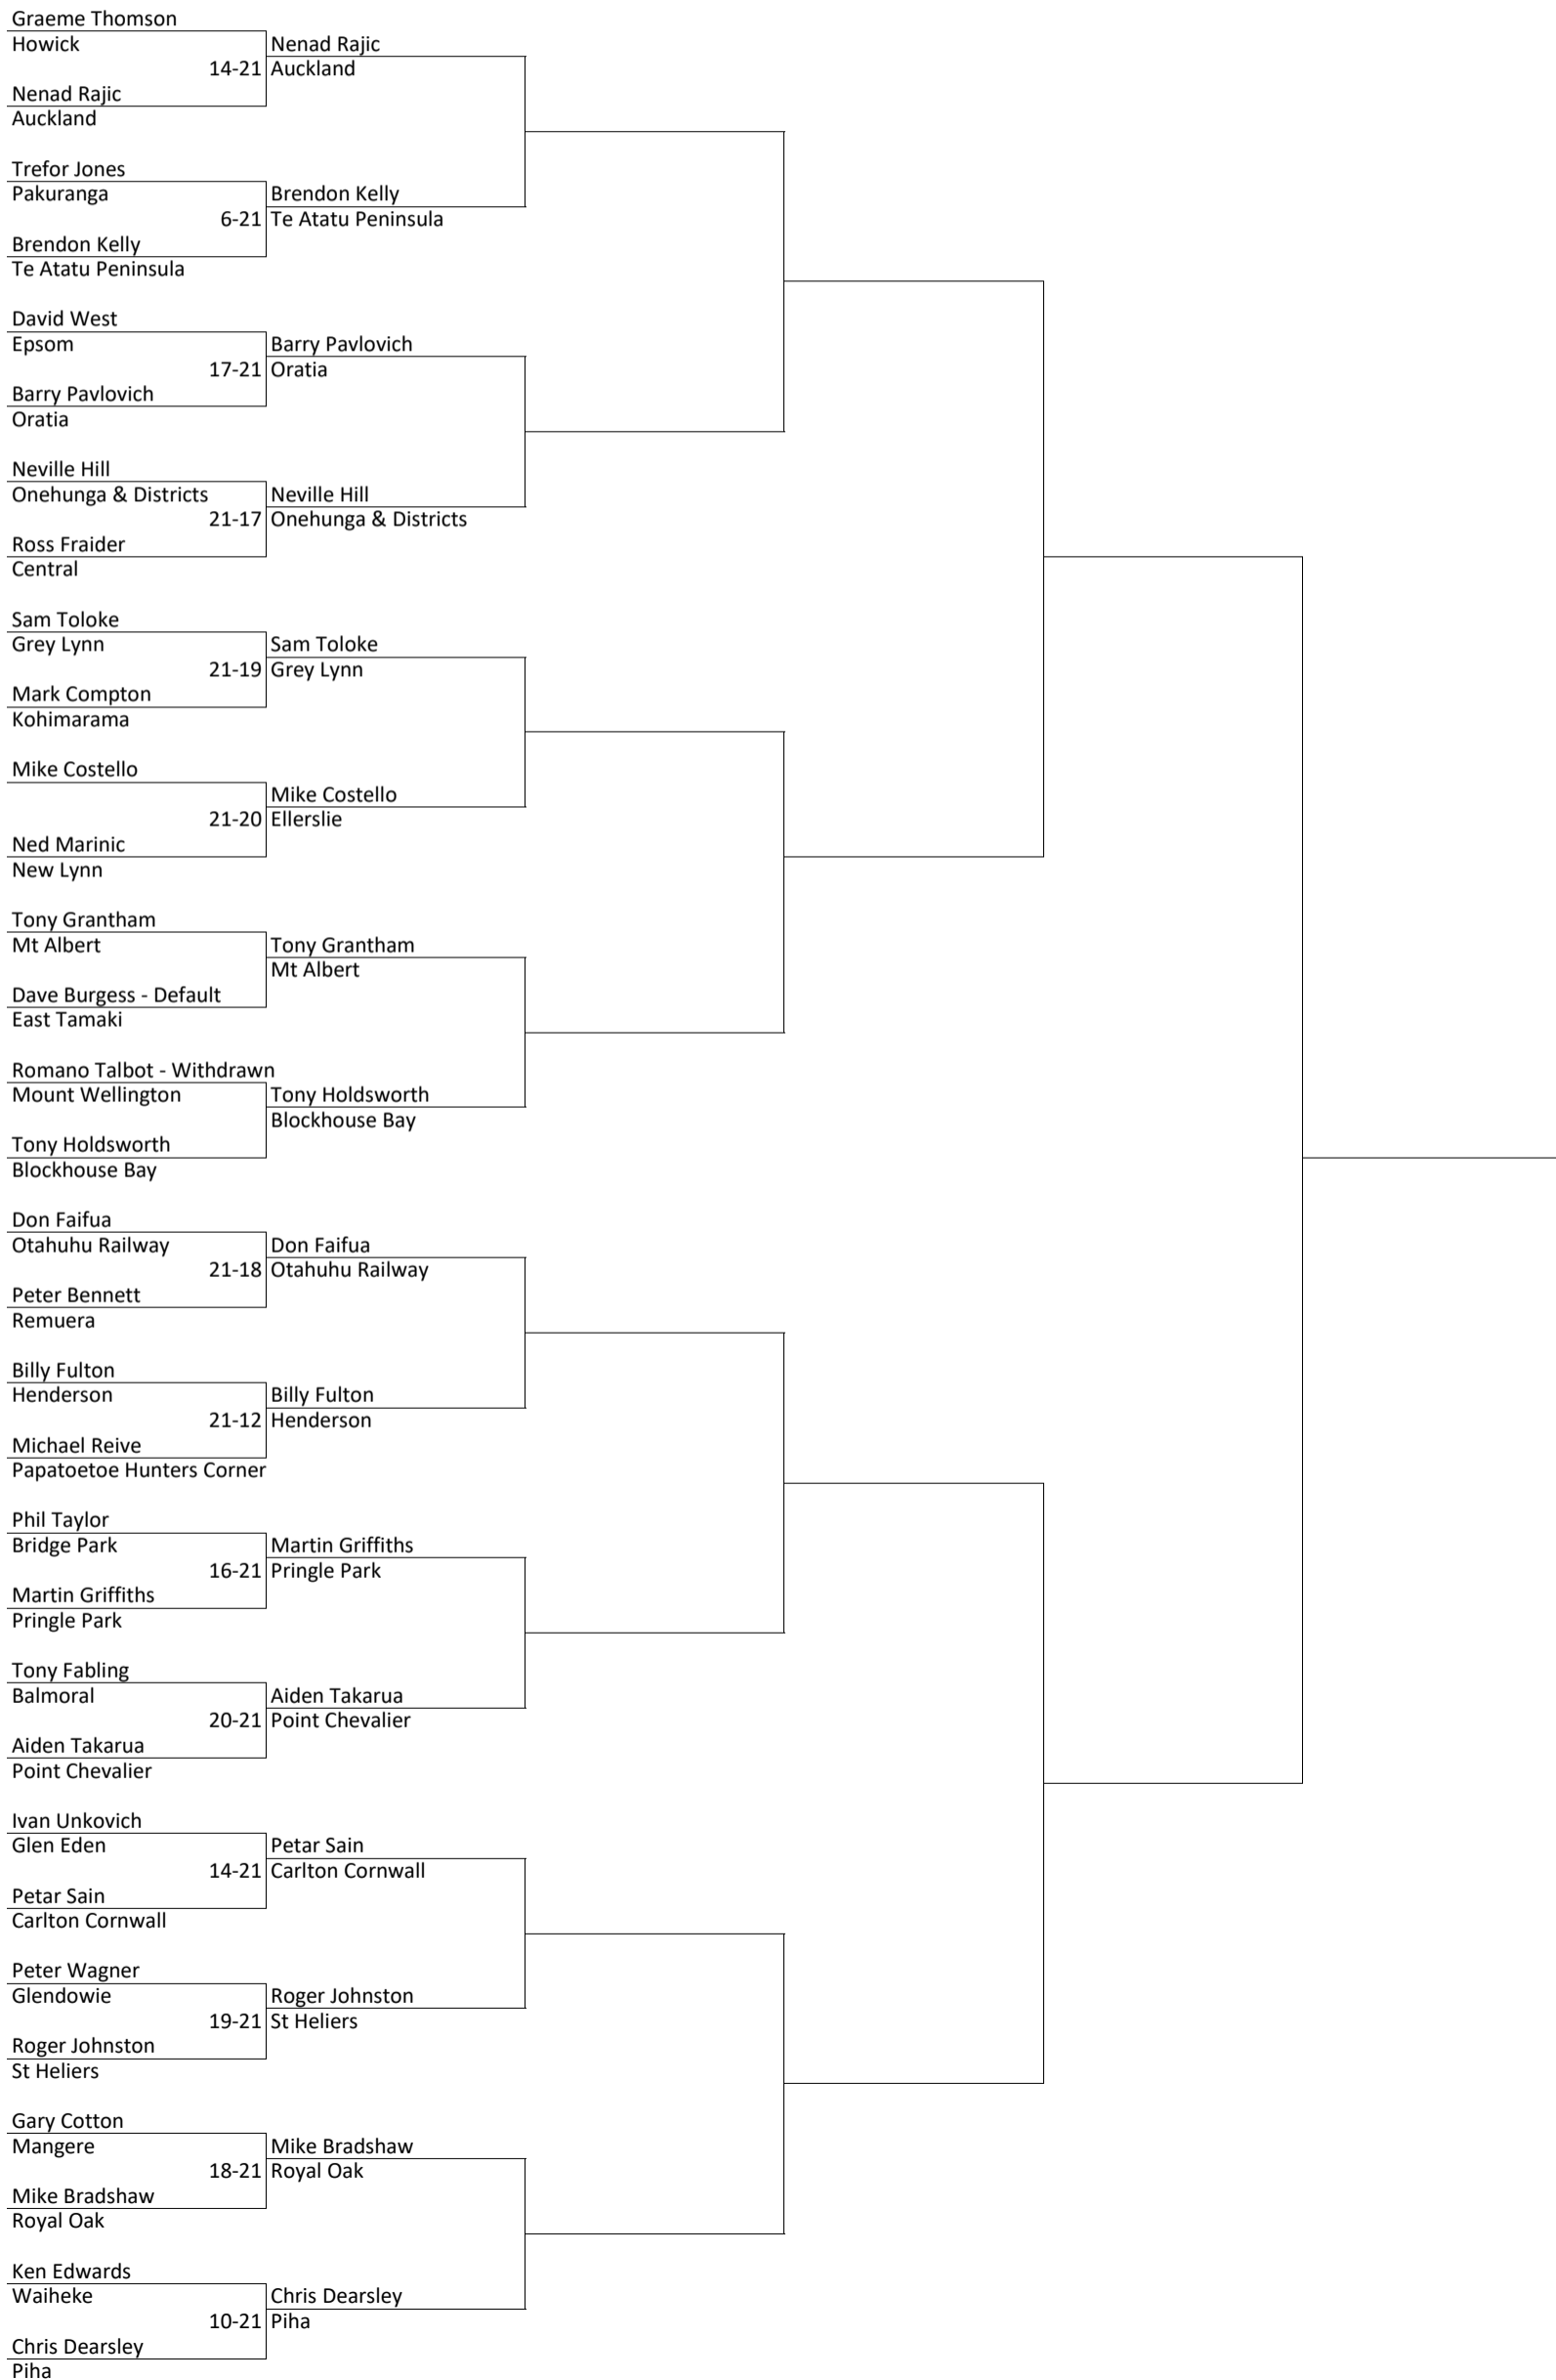 Graeme Thomson
Howick
Nenad Rajic
14-21
Auckland
Nenad Rajic
Auckland
Trefor Jones
Pakuranga
Brendon Kelly
6-21
Te Atatu Peninsula
Brendon Kelly
Te Atatu Peninsula
David West
Epsom
Barry Pavlovich
17-21
Oratia
Barry Pavlovich
Oratia
Neville Hill
Onehunga & Districts
Neville Hill
21-17
Onehunga & Districts
Ross Fraider
Central
Sam Toloke
Grey Lynn
Sam Toloke
21-19
Grey Lynn
Mark Compton
Kohimarama
Mike Costello
Mike Costello
21-20
Ellerslie
Ned Marinic
New Lynn
Tony Grantham
Mt Albert
Tony Grantham
Mt Albert
Dave Burgess - Default
East Tamaki
Romano Talbot - Withdrawn
Mount Wellington
Tony Holdsworth
Blockhouse Bay
Tony Holdsworth
Blockhouse Bay
Don Faifua
Otahuhu Railway
Don Faifua
21-18
Otahuhu Railway
Peter Bennett
Remuera
Billy Fulton
Henderson
Billy Fulton
21-12
Henderson
Michael Reive
Papatoetoe Hunters Corner
Phil Taylor
Bridge Park
Martin Griffiths
16-21
Pringle Park
Martin Griffiths
Pringle Park
Tony Fabling
Balmoral
Aiden Takarua
20-21
Point Chevalier
Aiden Takarua
Point Chevalier
Ivan Unkovich
Glen Eden
Petar Sain
14-21
Carlton Cornwall
Petar Sain
Carlton Cornwall
Peter Wagner
Glendowie
Roger Johnston
19-21
St Heliers
Roger Johnston
St Heliers
Gary Cotton
Mangere
Mike Bradshaw
18-21
Royal Oak
Mike Bradshaw
Royal Oak
Ken Edwards
Waiheke
Chris Dearsley
10-21
Piha
Chris Dearsley
Piha